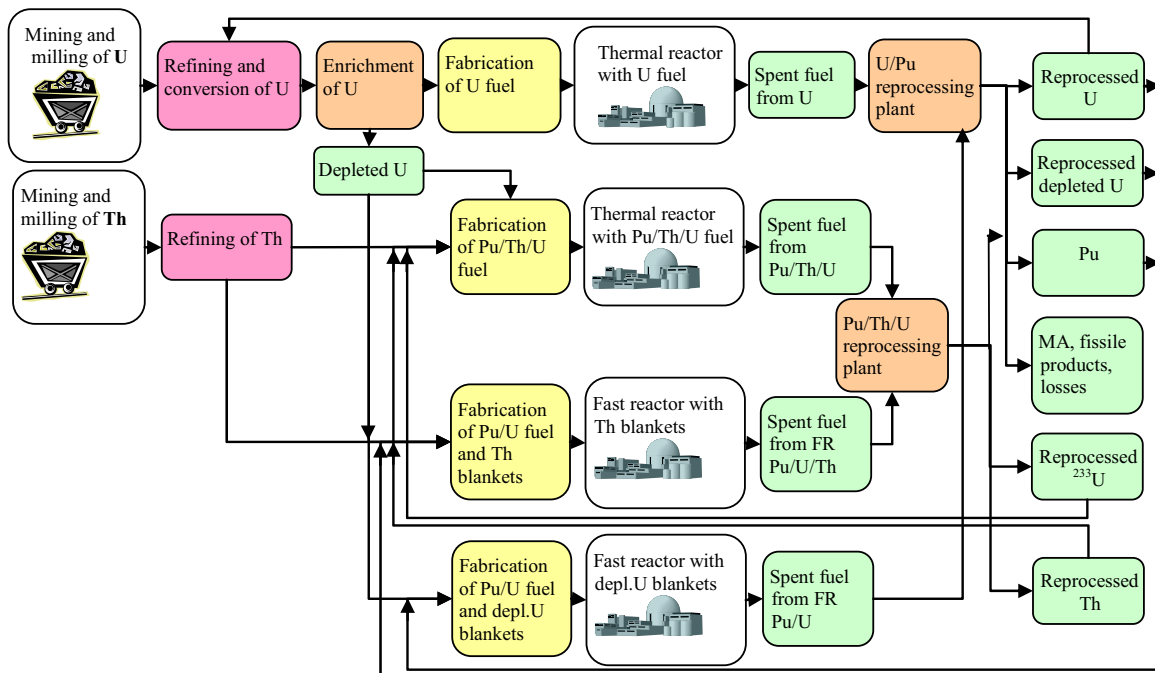 Mining and
milling of U
Refining and
conversion of U
Enrichment
of U
Fabrication
of U fuel
Thermal reactor
with U fuel
Spent fuel
from U
U/Pu
reprocessing
plant
Reprocessed
U
Depleted U
Reprocessed
depleted U
Mining and
milling of Th
Refining of Th
Fabrication
of Pu/Th/U
fuel
Thermal reactor
with Pu/Th/U fuel
Spent fuel
from
Pu/Th/U
Pu
Pu/Th/U
reprocessing
plant
MA, fissile
products,
losses
Fabrication
of Pu/U fuel
and Th
blankets
Fast reactor with
Th blankets
Spent fuel
from FR
Pu/U/Th
Reprocessed
²³³U
Fabrication
of Pu/U fuel
and depl.U
blankets
Fast reactor with
depl.U blankets
Spent fuel
from FR
Pu/U
Reprocessed
Th